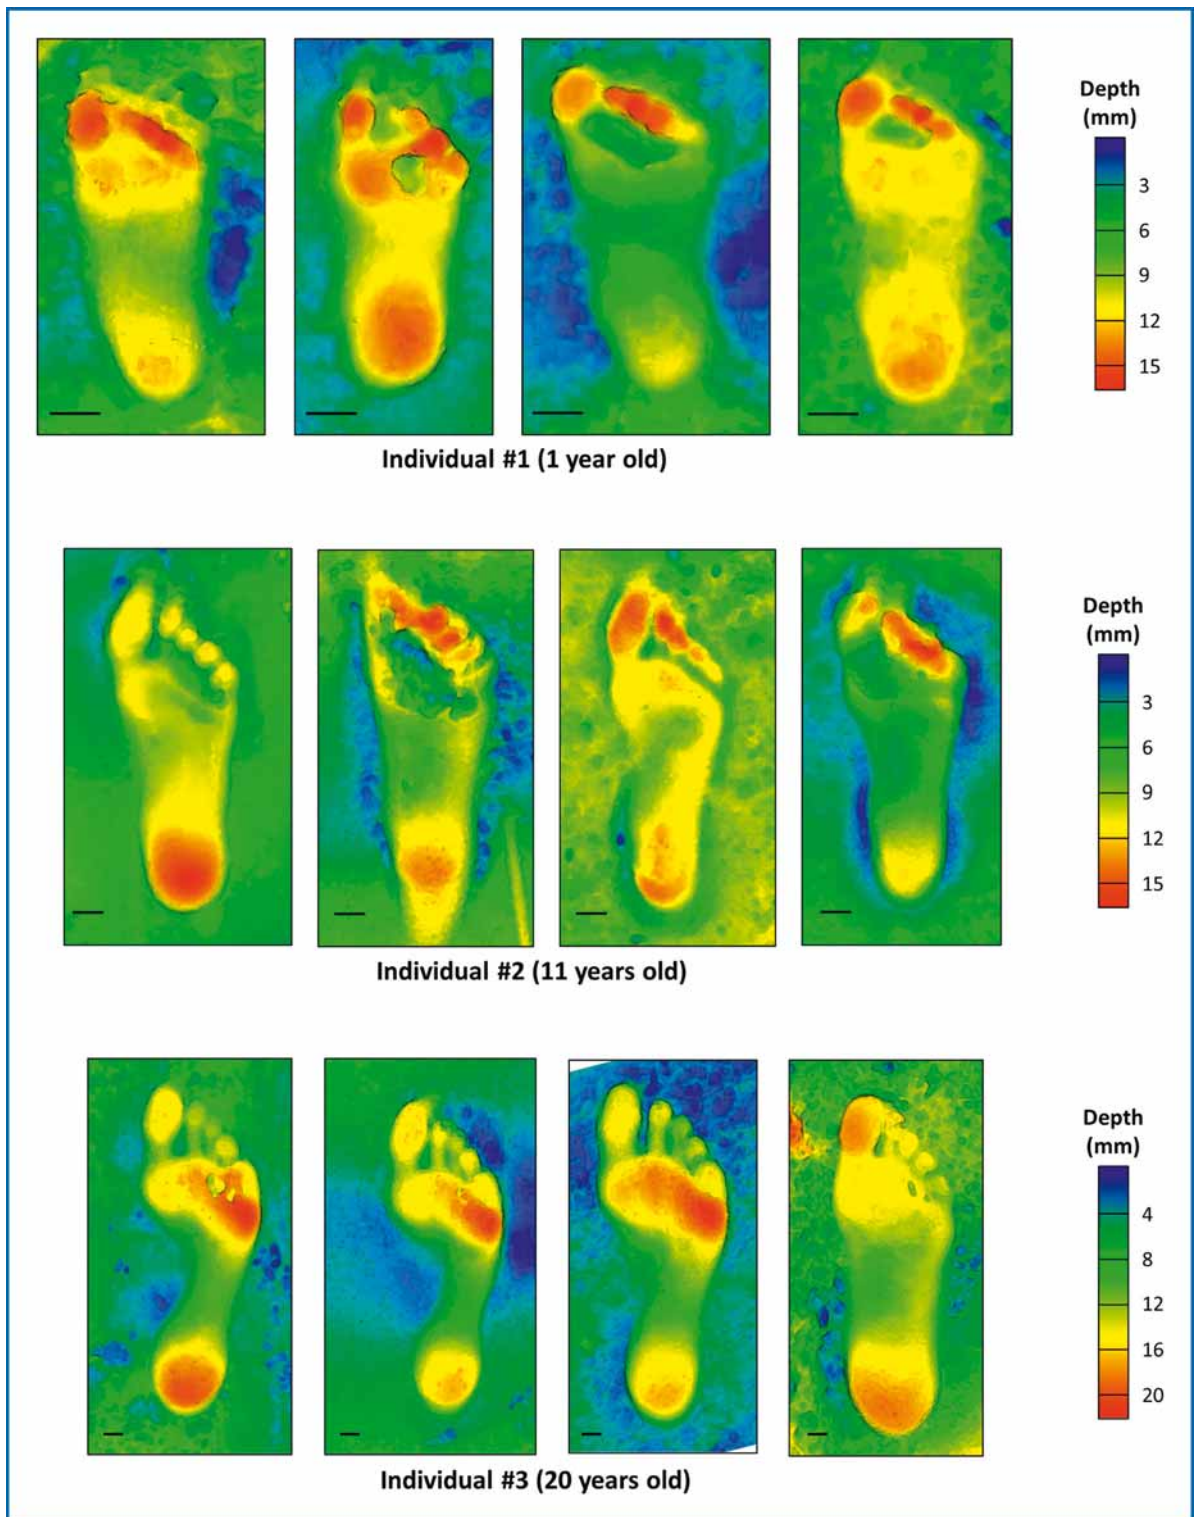 Depth
(mm)
3
6
9
12
15
Individual #1 (1 year old)
Depth
(mm)
3
6
9
12
15
Individual #2 (11 years old)
Depth
(mm)
4
8
12
16
20
Individual #3 (20 years old)